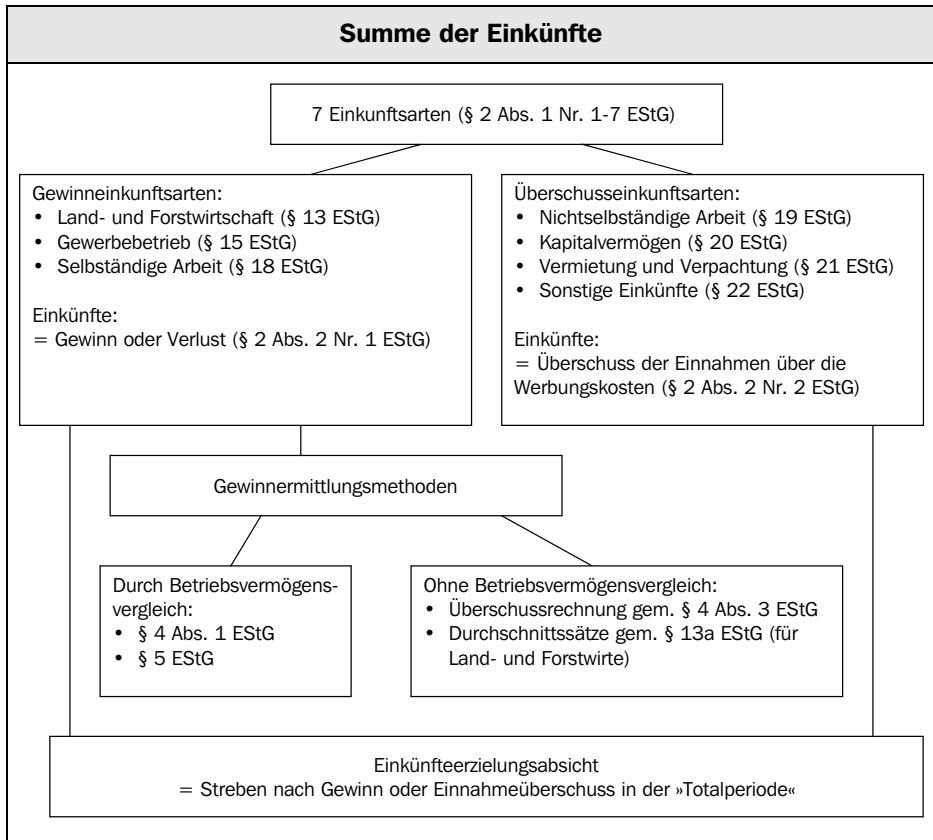 Summe der Einkünfte
7 Einkunftsarten (§ 2 Abs. 1 Nr. 1-7 EStG)
Gewinneinkunftsarten:
• Land- und Forstwirtschaft (§ 13 EStG)
• Gewerbebetrieb (§ 15 EStG)
• Selbständige Arbeit (§ 18 EStG)
Einkünfte:
= Gewinn oder Verlust (§ 2 Abs. 2 Nr. 1 EStG)
Überschusseinkunftsarten:
• Nichtselbständige Arbeit (§ 19 EStG)
• Kapitalvermögen (§ 20 EStG)
• Vermietung und Verpachtung (§ 21 EStG)
• Sonstige Einkünfte (§ 22 EStG)
Einkünfte:
= Überschuss der Einnahmen über die
Werbungskosten (§ 2 Abs. 2 Nr. 2 EStG)
Gewinnermittlungsmethoden
Durch Betriebsvermögens-
vergleich:
• § 4 Abs. 1 EStG
• § 5 EStG
Ohne Betriebsvermögensvergleich:
• Überschussrechnung gem. § 4 Abs. 3 EStG
• Durchschnittssätze gem. § 13a EStG (für
Land- und Forstwirte)
Einkünfteerzielungsabsicht
= Streben nach Gewinn oder Einnahmeüberschuss in der »Totalperiode«